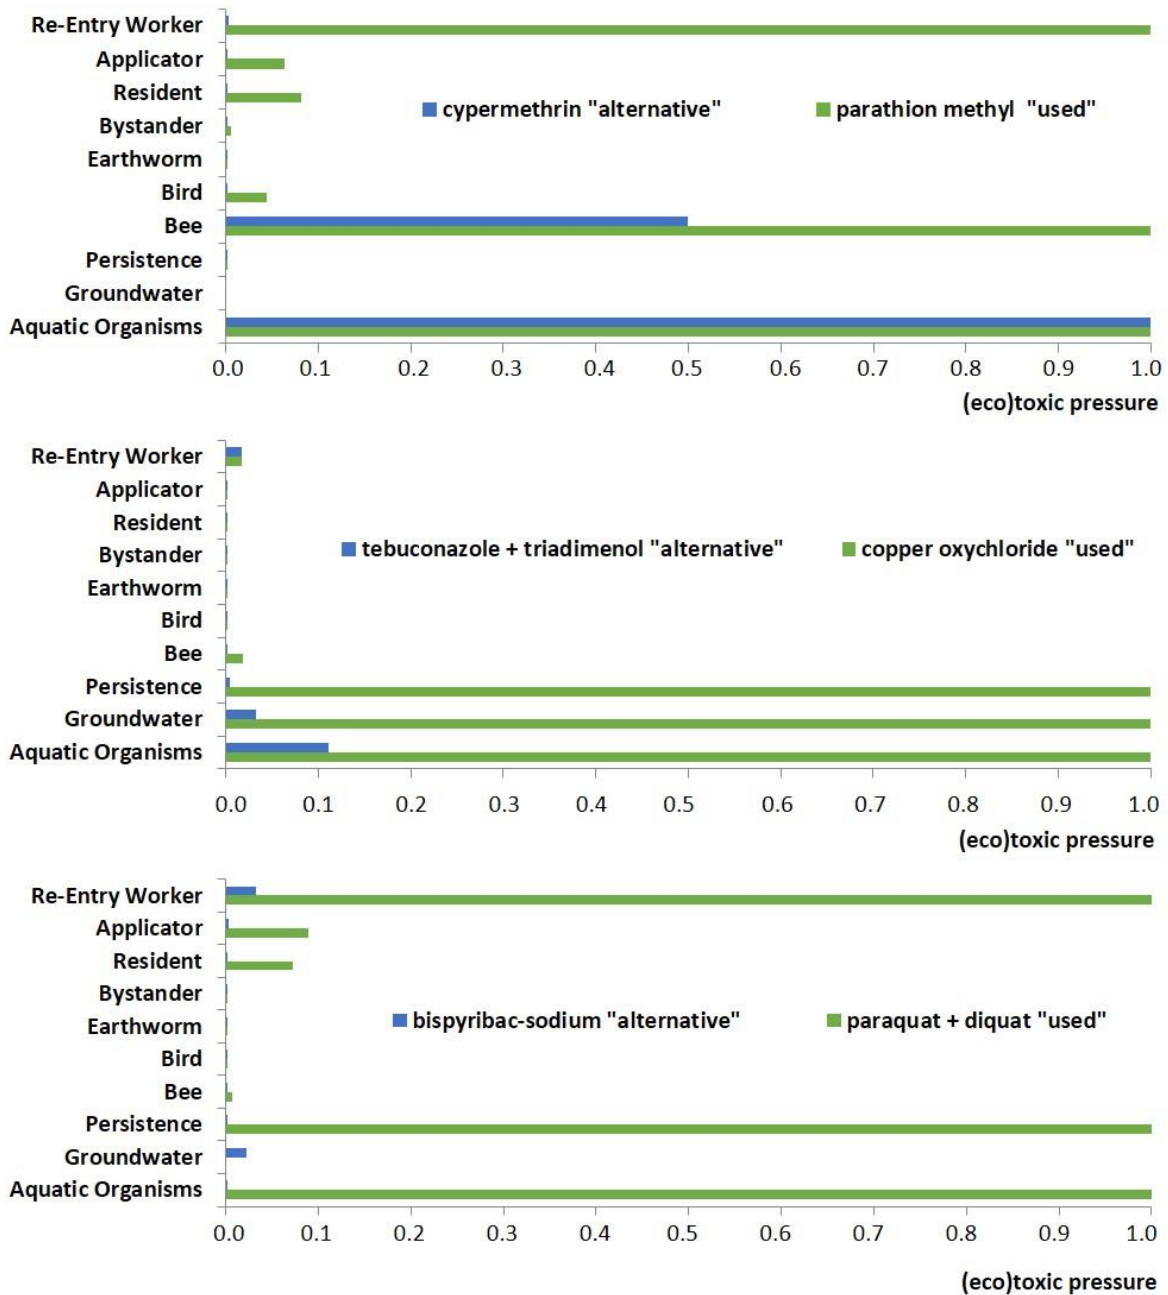 Re-Entry Worker
Applicator
Resident
cypermethrin "alternative" parathion methyl "used"
Bystander
Earthworm
Bird
Bee
Persistence
Groundwater
Aquatic Organisms
0.0 0.1 0.2 0.3 0.4 0.5 0.6 0.7 0.8 0.9 1.0
(eco)toxic pressure
Re-Entry Worker
Applicator
Resident
tebuconazole + triadimenol "alternative" copper oxychloride "used"
Bystander
Earthworm
Bird
Bee
Persistence
Groundwater
Aquatic Organisms
0.0 0.1 0.2 0.3 0.4 0.5 0.6 0.7 0.8 0.9 1.0
(eco)toxic pressure
Re-Entry Worker
Applicator
Resident
Bystander
bispyribac-sodium "alternative" paraquat + diquat "used"
Earthworm
Bird
Bee
Persistence
Groundwater
Aquatic Organisms
0.0 0.1 0.2 0.3 0.4 0.5 0.6 0.7 0.8 0.9 1.0
(eco)toxic pressure